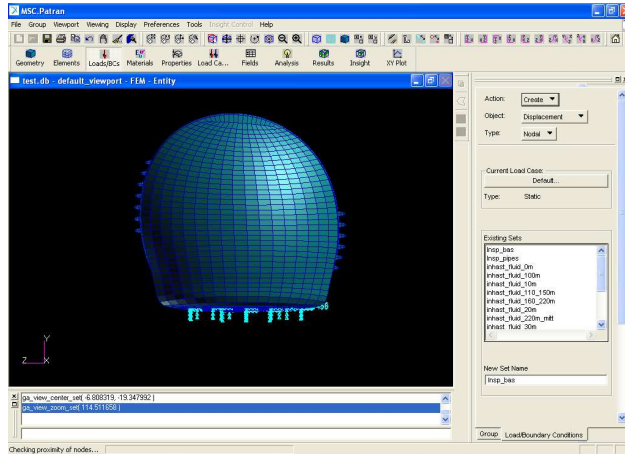 MSC.Patran
File Group Viewport Viewing Display Preferences Tools Insight Control Help
Geometry Elements Loads/BCs Materials Properties Load Ca... Fields Analysis Results Insight XY Plot
test.db - default_viewport - FEM - Entity
Action: Create
Object: Displacement
Type: Nodal
Current Load Case:
Default...
Type: Static
Existing Sets
Insp_bas
Insp_pipes
inhast_fluid_0m
inhast_fluid_100m
inhast_fluid_10m
inhast_fluid_110_150m
inhast_fluid_160_220m
inhast_fluid_20m
inhast_fluid_220m_mitt
inhast_fluid_30m
New Set Name
Insp_bas
Y
Z X
ga_view_center_set( -6.808319, -19.347992 )
ga_view_zoom_set( 114.511658 )
Group Load/Boundary Conditions
Checking proximity of nodes...